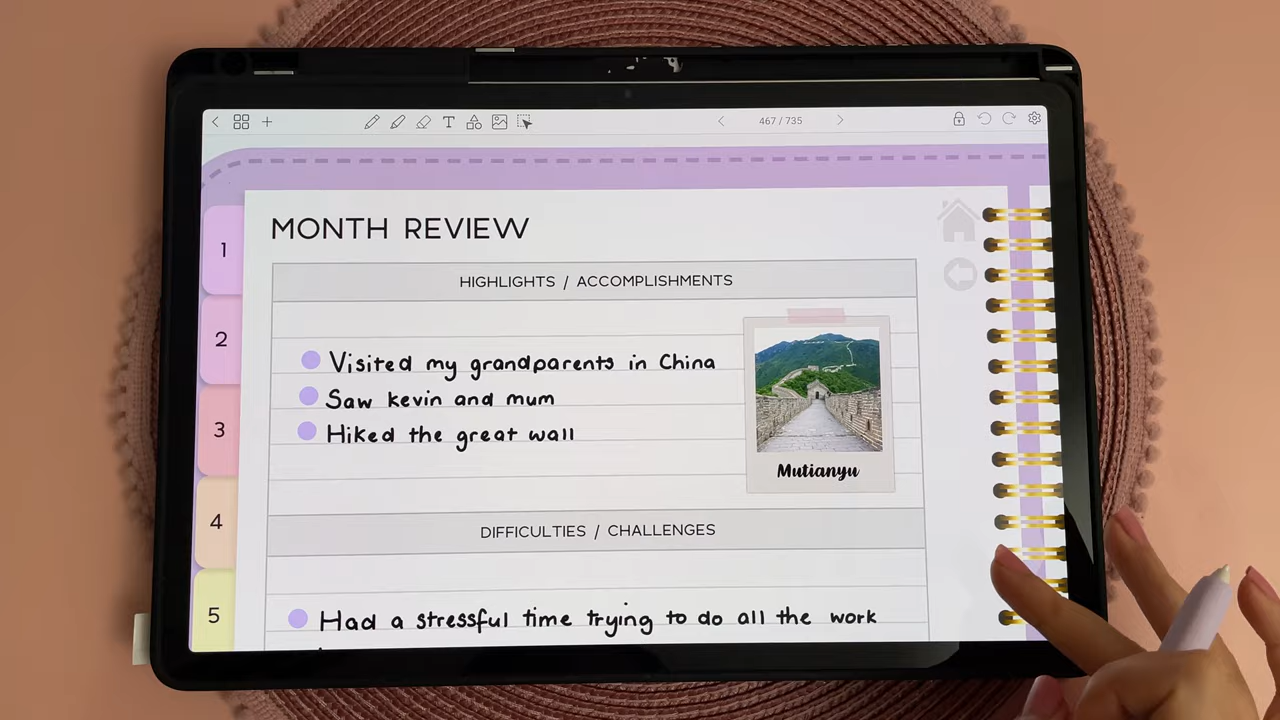 467 / 735
MONTH REVIEW
HIGHLIGHTS / ACCOMPLISHMENTS
Visited my grandparents in China
Saw kevin and mum
Hiked the great wall
Mutianyu
DIFFICULTIES / CHALLENGES
Had a stressful time trying to do all the work
1
2
3
4
5